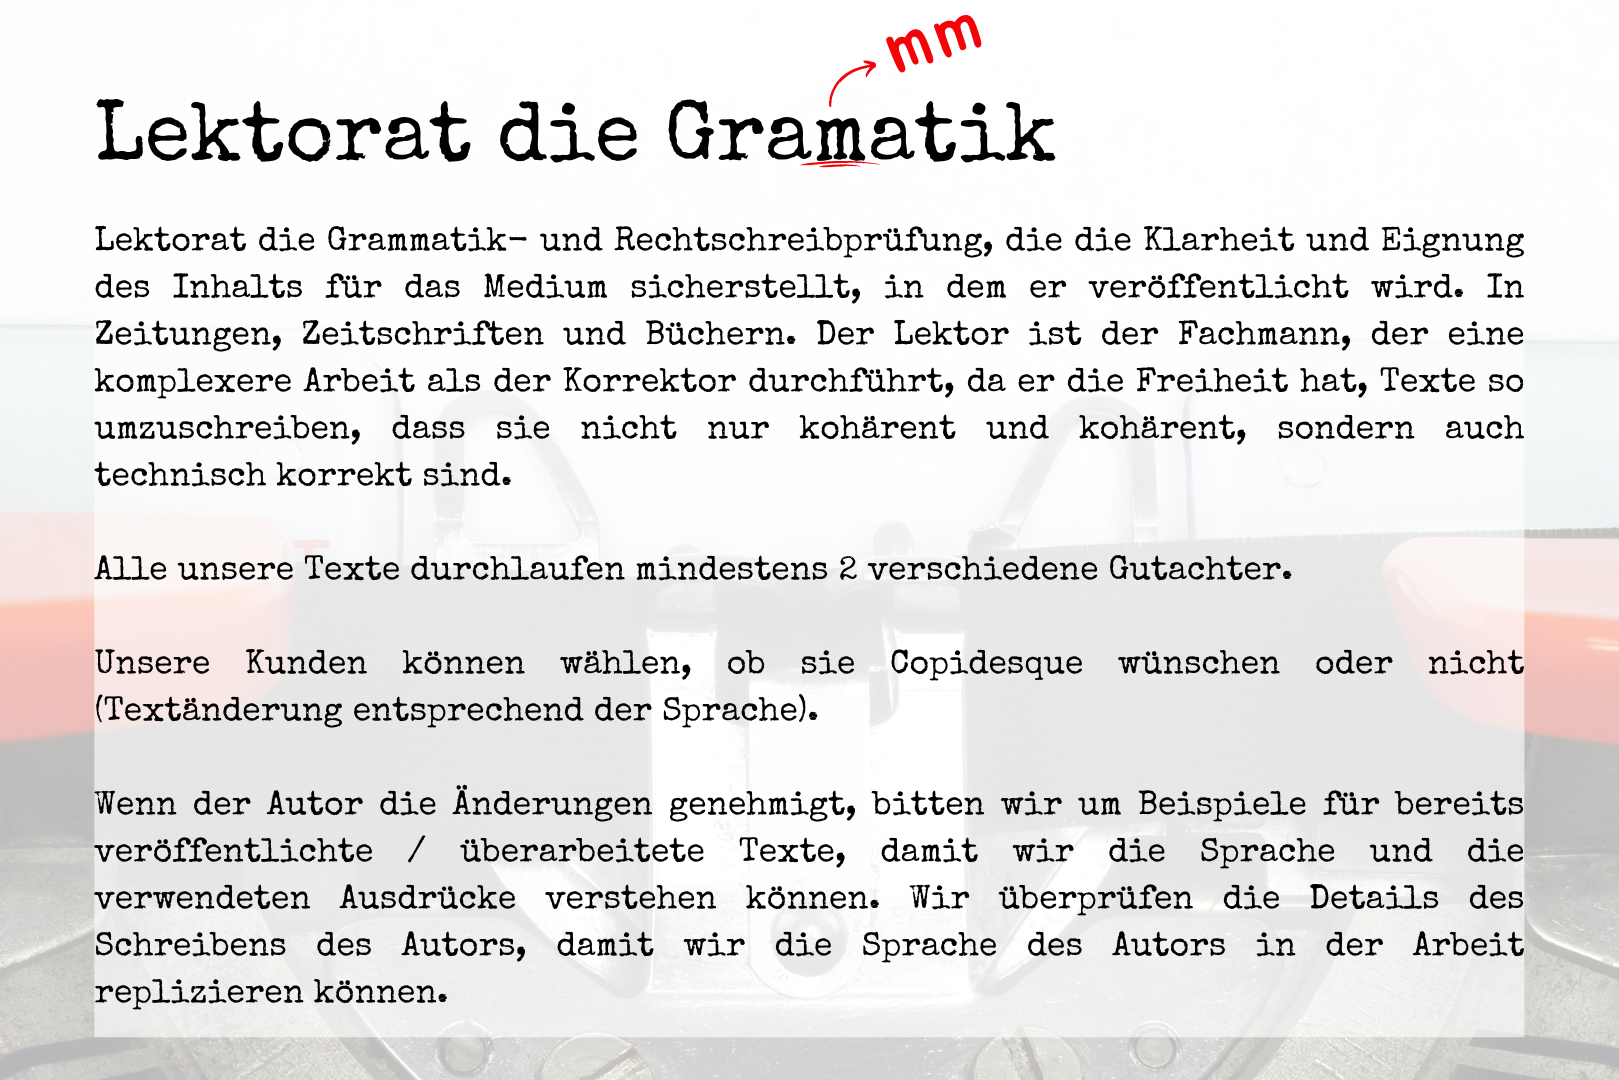 mm
Lektorat die Gramatik
Lektorat die Grammatik- und Rechtschreibprüfung, die die Klarheit und Eignung
des Inhalts für das Medium sicherstellt, in dem er veröffentlicht wird. In
Zeitungen, Zeitschriften und Büchern. Der Lektor ist der Fachmann, der eine
komplexere Arbeit als der Korrektor durchführt, da er die Freiheit hat, Texte so
umzuschreiben, dass sie nicht nur kohärent und kohärent, sondern auch
technisch korrekt sind.
Alle unsere Texte durchlaufen mindestens 2 verschiedene Gutachter.
Unsere Kunden können wählen, ob sie Copidesque wünschen oder nicht
(Textänderung entsprechend der Sprache).
Wenn der Autor die Änderungen genehmigt, bitten wir um Beispiele für bereits
veröffentlichte / überarbeitete Texte, damit wir die Sprache und die
verwendeten Ausdrücke verstehen können. Wir überprüfen die Details des
Schreibens des Autors, damit wir die Sprache des Autors in der Arbeit
replizieren können.